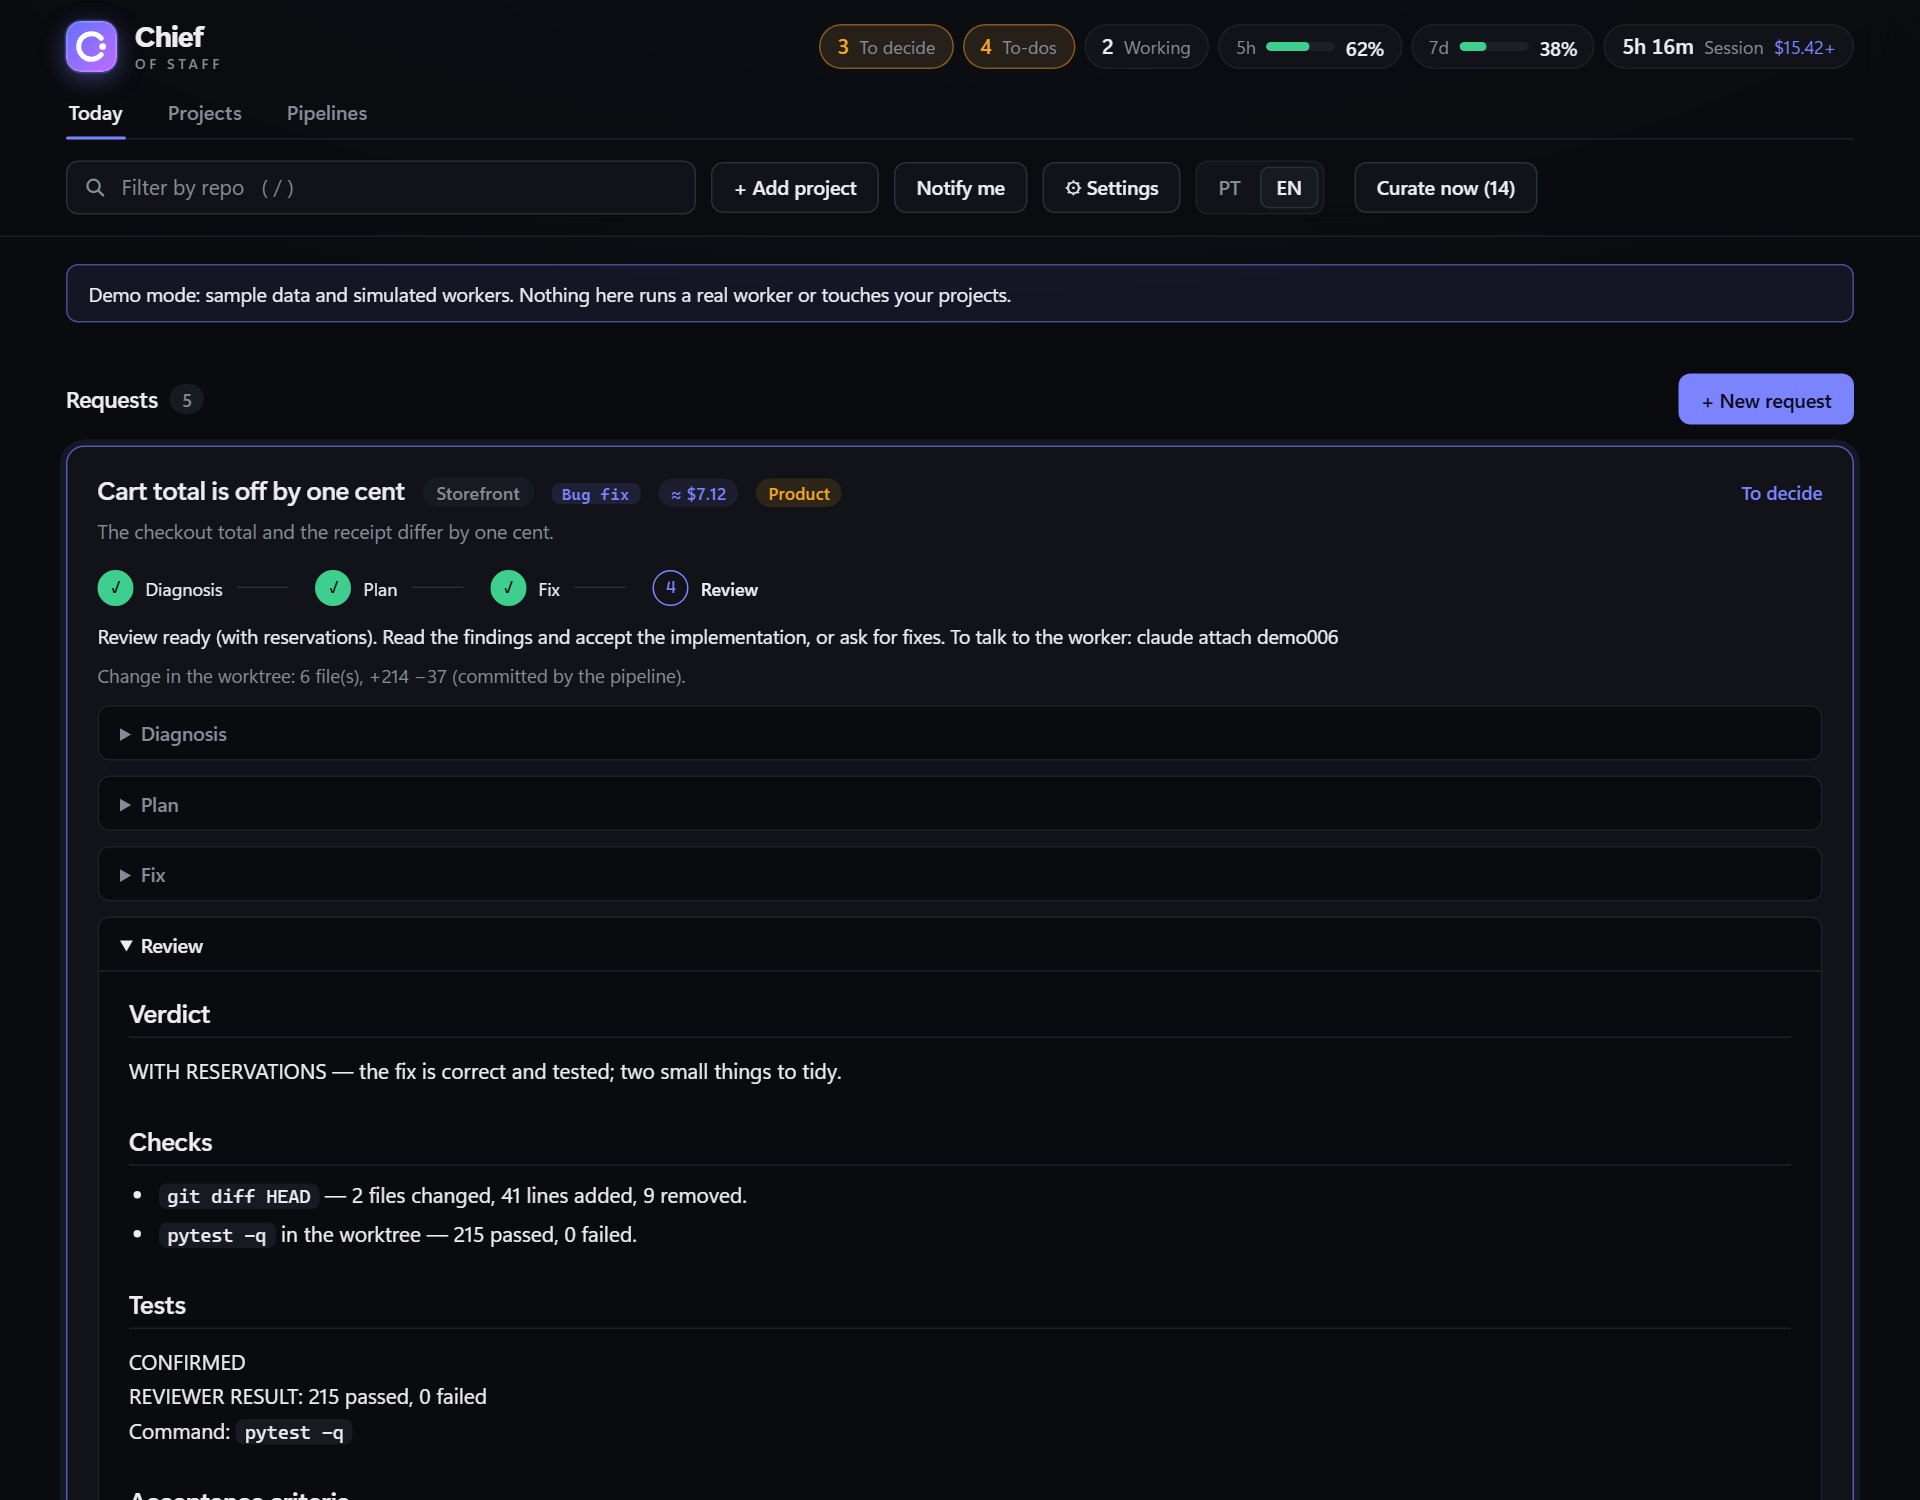 Chief
OF STAFF
3 To decide
4 To-dos
2 Working
5h 62%
7d 38%
5h 16m Session $15.42+
Today Projects Pipelines
Filter by repo ( / )
+ Add project
Notify me
⚙ Settings
PT EN
Curate now (14)
Demo mode: sample data and simulated workers. Nothing here runs a real worker or touches your projects.
Requests 5
+ New request
Cart total is off by one cent Storefront Bug fix ≈ $7.12 Product To decide
The checkout total and the receipt differ by one cent.
✓ Diagnosis ✓ Plan ✓ Fix 4 Review
Review ready (with reservations). Read the findings and accept the implementation, or ask for fixes. To talk to the worker: claude attach demo006
Change in the worktree: 6 file(s), +214 −37 (committed by the pipeline).
▶ Diagnosis
▶ Plan
▶ Fix
▼ Review
Verdict
WITH RESERVATIONS — the fix is correct and tested; two small things to tidy.
Checks
• git diff HEAD — 2 files changed, 41 lines added, 9 removed.
• pytest -q in the worktree — 215 passed, 0 failed.
Tests
CONFIRMED
REVIEWER RESULT: 215 passed, 0 failed
Command: pytest -q
Acceptance criteria